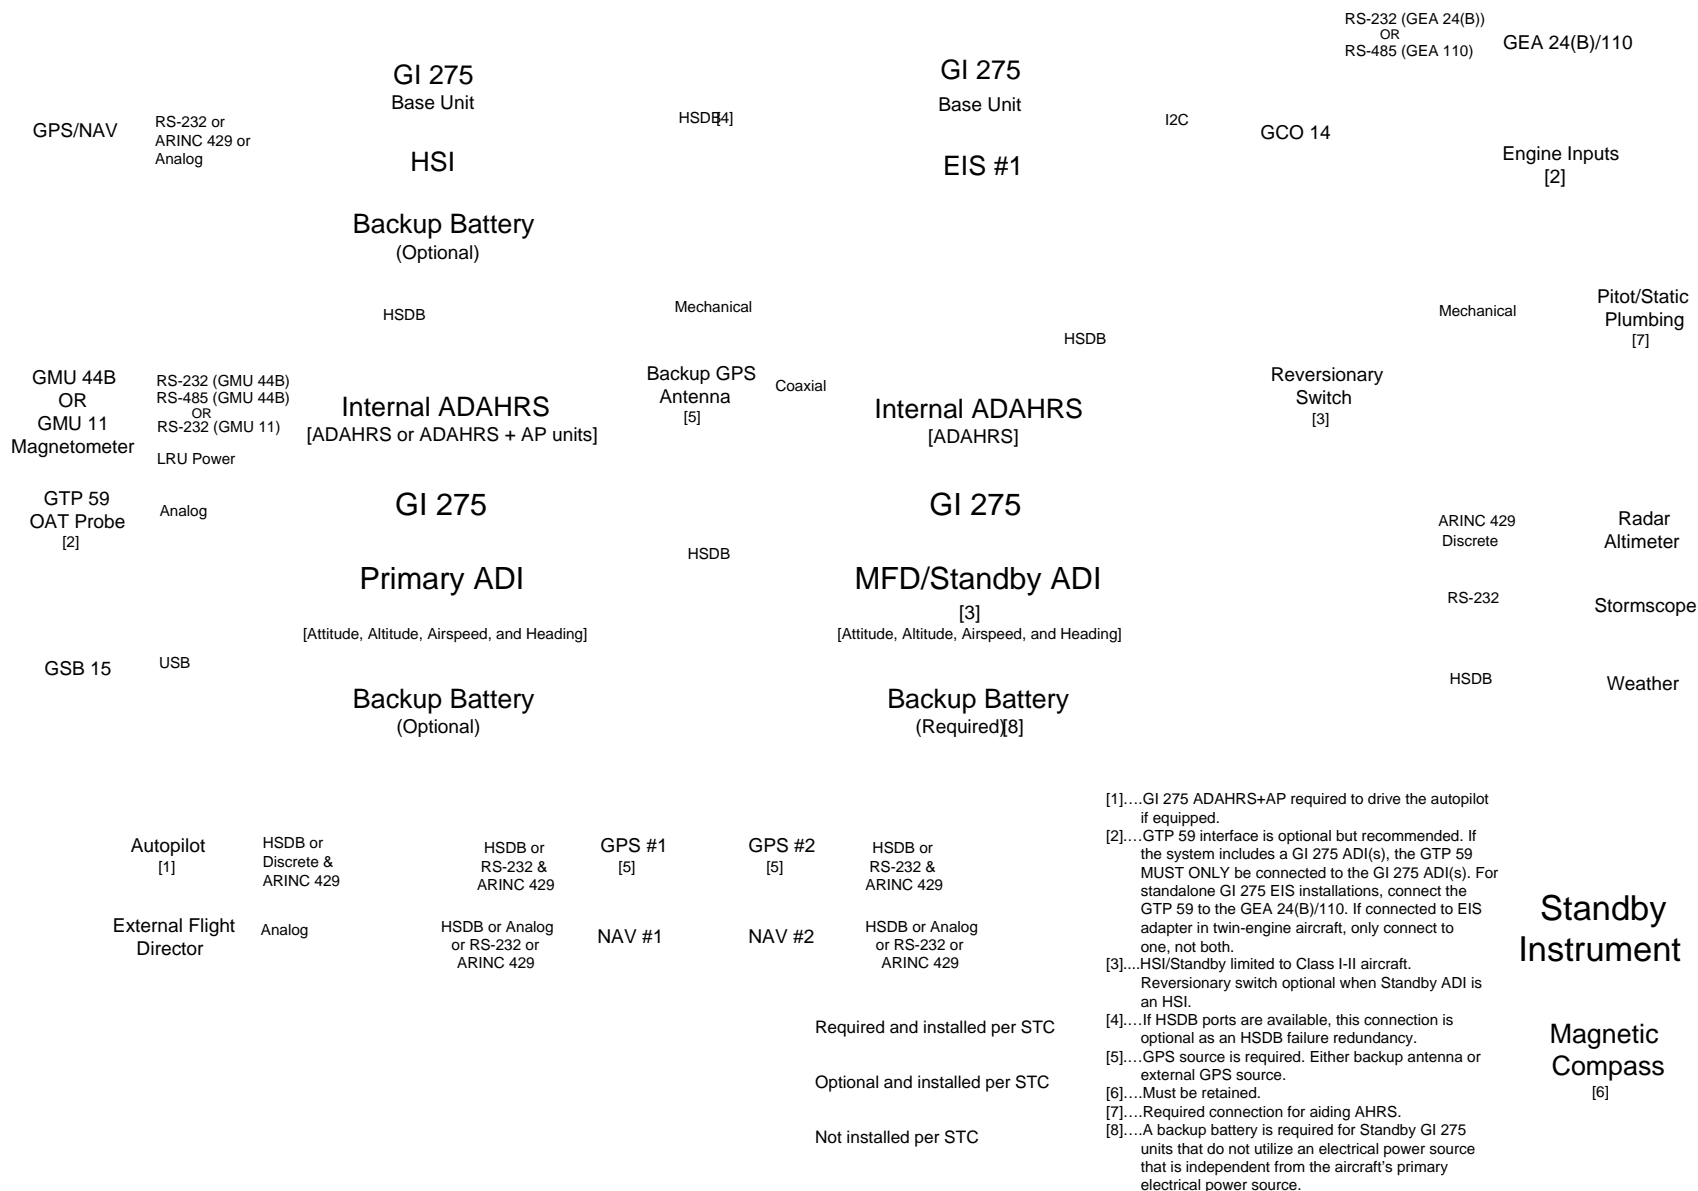 RS-232 (GEA 24(B))
OR
RS-485 (GEA 110)
GEA 24(B)/110
GI 275
Base Unit
HSI
Backup Battery
(Optional)
GPS/NAV
RS-232 or
ARINC 429 or
Analog
HSDB[4]
GI 275
Base Unit
EIS #1
I2C
GCO 14
Engine Inputs
[2]
HSDB
Mechanical
HSDB
Mechanical
Pitot/Static
Plumbing
[7]
GMU 44B
OR
GMU 11
Magnetometer
RS-232 (GMU 44B)
RS-485 (GMU 44B)
OR
RS-232 (GMU 11)
LRU Power
Internal ADAHRS
[ADAHRS or ADAHRS + AP units]
Backup GPS
Antenna
[5]
Coaxial
Internal ADAHRS
[ADAHRS]
Reversionary
Switch
[3]
GTP 59
OAT Probe
[2]
Analog
GI 275
Primary ADI
[Attitude, Altitude, Airspeed, and Heading]
HSDB
GI 275
MFD/Standby ADI
[3]
[Attitude, Altitude, Airspeed, and Heading]
ARINC 429
Discrete
Radar
Altimeter
RS-232
Stormscope
GSB 15
USB
HSDB
Weather
Backup Battery
(Optional)
Backup Battery
(Required)[8]
Autopilot
[1]
HSDB or
Discrete &
ARINC 429
HSDB or
RS-232 &
ARINC 429
GPS #1
[5]
GPS #2
[5]
HSDB or
RS-232 &
ARINC 429
External Flight
Director
Analog
HSDB or Analog
or RS-232 or
ARINC 429
NAV #1
NAV #2
HSDB or Analog
or RS-232 or
ARINC 429
Required and installed per STC
Optional and installed per STC
Not installed per STC
[1]....GI 275 ADAHRS+AP required to drive the autopilot
if equipped.
[2]....GTP 59 interface is optional but recommended. If
the system includes a GI 275 ADI(s), the GTP 59
MUST ONLY be connected to the GI 275 ADI(s). For
standalone GI 275 EIS installations, connect the
GTP 59 to the GEA 24(B)/110. If connected to EIS
adapter in twin-engine aircraft, only connect to
one, not both.
[3]....HSI/Standby limited to Class I-II aircraft.
Reversionary switch optional when Standby ADI is
an HSI.
[4]....If HSDB ports are available, this connection is
optional as an HSDB failure redundancy.
[5]....GPS source is required. Either backup antenna or
external GPS source.
[6]....Must be retained.
[7]....Required connection for aiding AHRS.
[8]....A backup battery is required for Standby GI 275
units that do not utilize an electrical power source
that is independent from the aircraft's primary
electrical power source.
Standby
Instrument
Magnetic
Compass
[6]